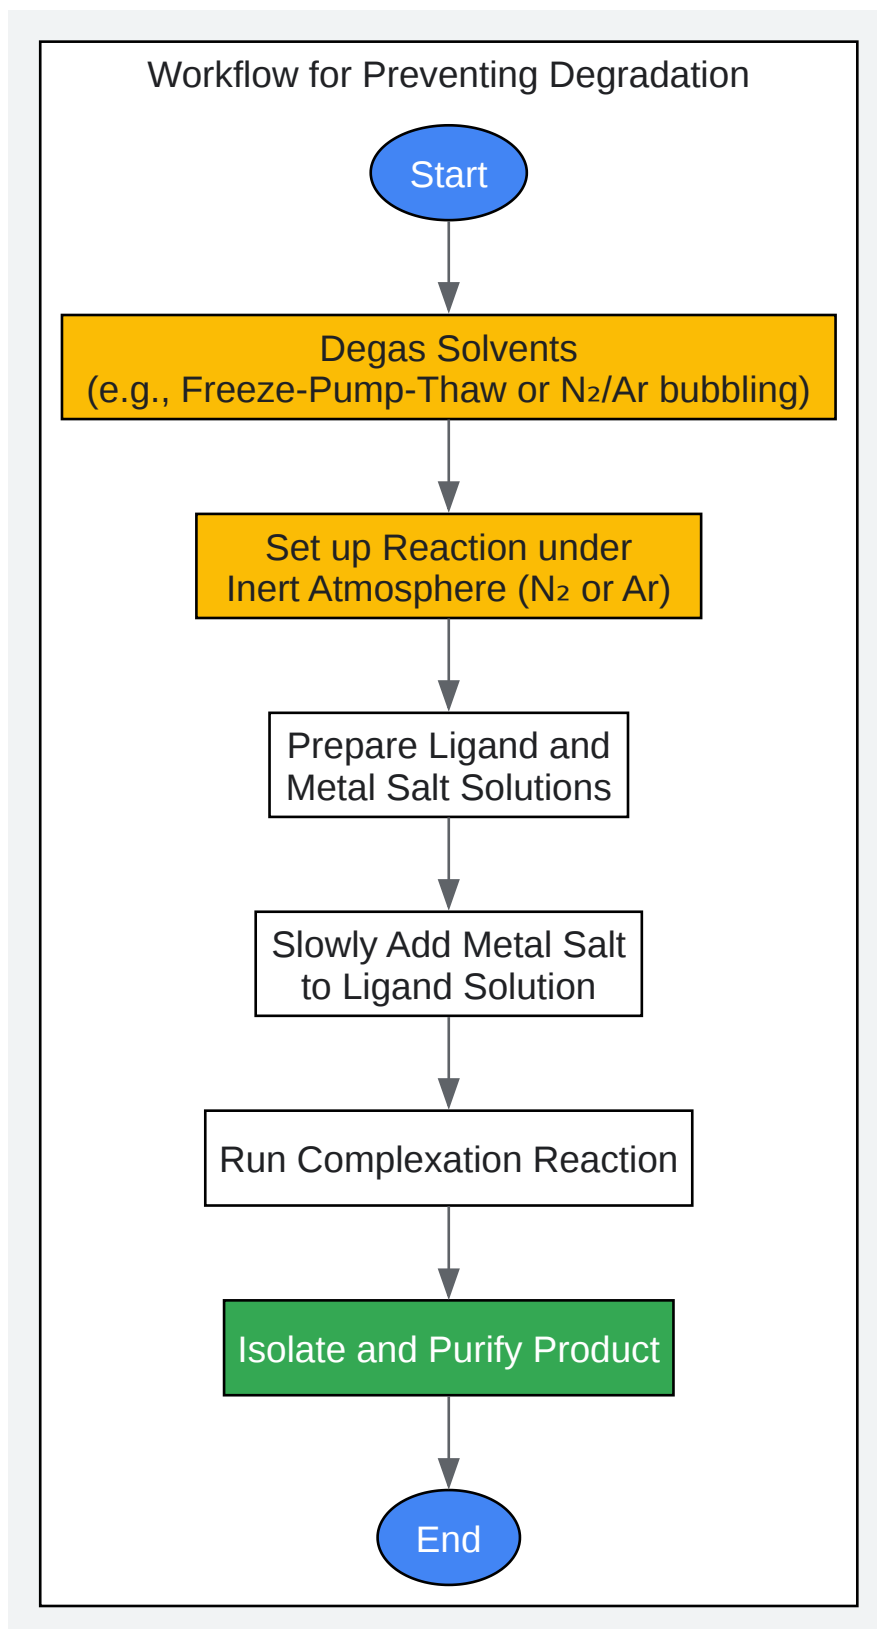 Workflow for Preventing Degradation
Start
Degas Solvents
(e.g., Freeze-Pump-Thaw or N₂/Ar bubbling)
Set up Reaction under
Inert Atmosphere (N₂ or Ar)
Prepare Ligand and
Metal Salt Solutions
Slowly Add Metal Salt
to Ligand Solution
Run Complexation Reaction
Isolate and Purify Product
End